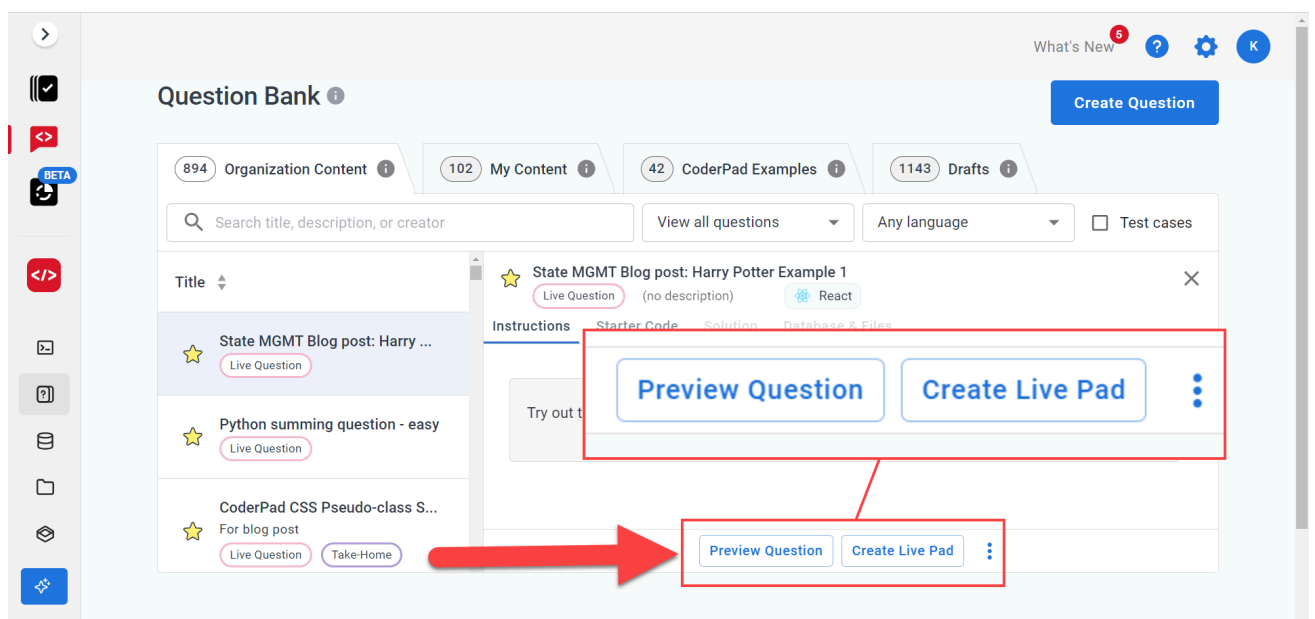 What's New 5
? K
Question Bank i
Create Question
BETA
894 Organization Content i
102 My Content i
42 CoderPad Examples i
1143 Drafts i
Search title, description, or creator
View all questions
Any language
Test cases
Title
State MGMT Blog post: Harry ...
Live Question
Python summing question - easy
Live Question
CoderPad CSS Pseudo-class S...
For blog post
Live Question Take-Home
State MGMT Blog post: Harry Potter Example 1
Live Question (no description) React
Instructions Starter Code Solution Database & Files
Try out t
Preview Question Create Live Pad
Preview Question Create Live Pad